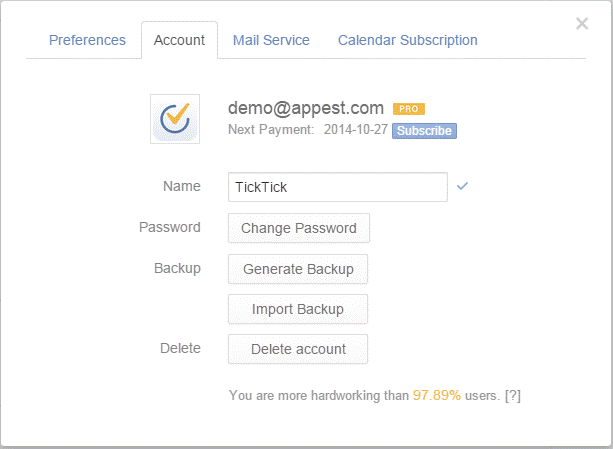 Preferences Account Mail Service Calendar Subscription
demo@appest.com PRO
Next Payment: 2014-10-27 Subscribe
Name TickTick
Password Change Password
Backup Generate Backup
Import Backup
Delete Delete account
You are more hardworking than 97.89% users. [?]